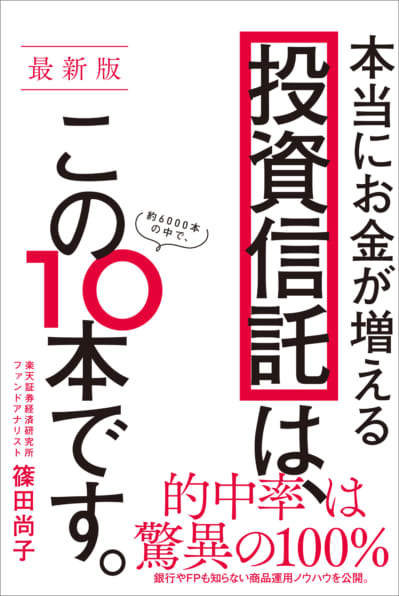 本当にお金が増える
投資信託は、
約6000本
の中で、
この10本です。
最新版
楽天証券経済研究所
ファンドアナリスト
篠田尚子
的中率は
驚異の100%
銀行やFPも知らない商品運用ノウハウを公開。